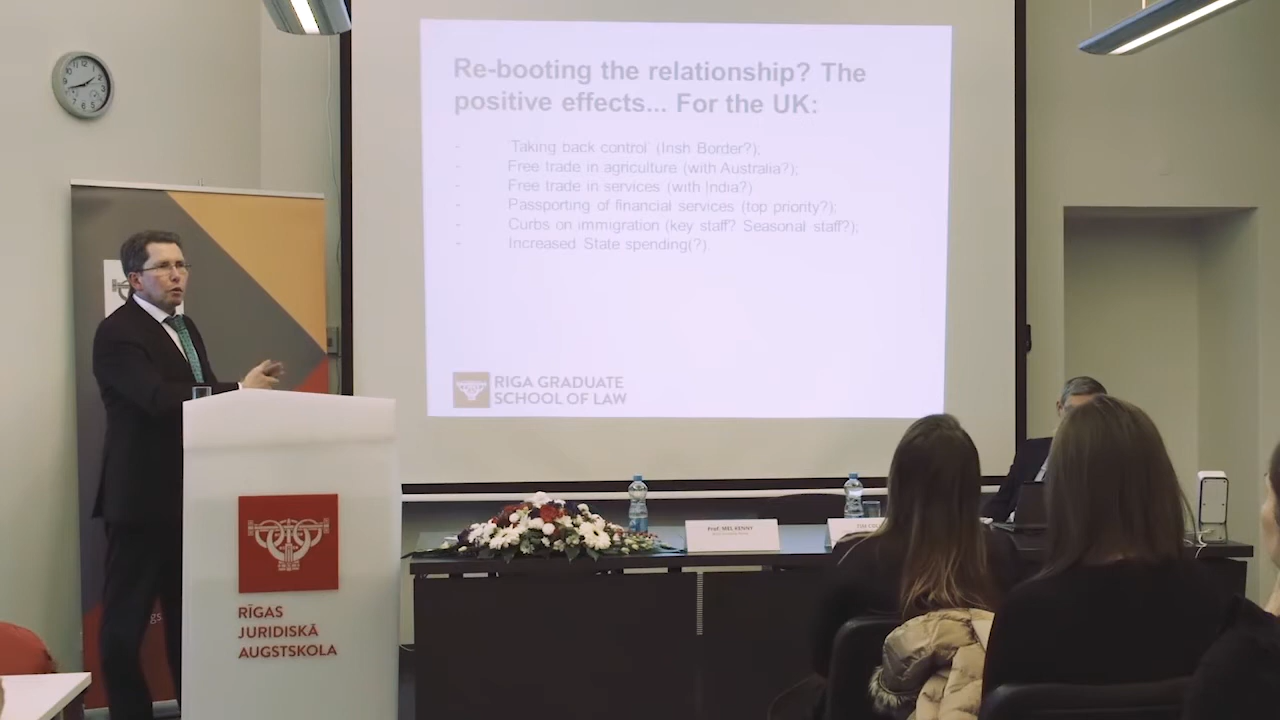 Re-booting the relationship? The
positive effects... For the UK:
- 'Taking back control' (Irish Border?);
- Free trade in agriculture (with Australia?);
- Free trade in services (with India?)
- Passporting of financial services (top priority?);
- Curbs on immigration (key staff? Seasonal staff?);
- Increased State spending(?).
RIGA GRADUATE
SCHOOL OF LAW
Prof. MEL KENNY
TIM
RĪGAS
JURIDISKĀ
AUGSTSKOLA